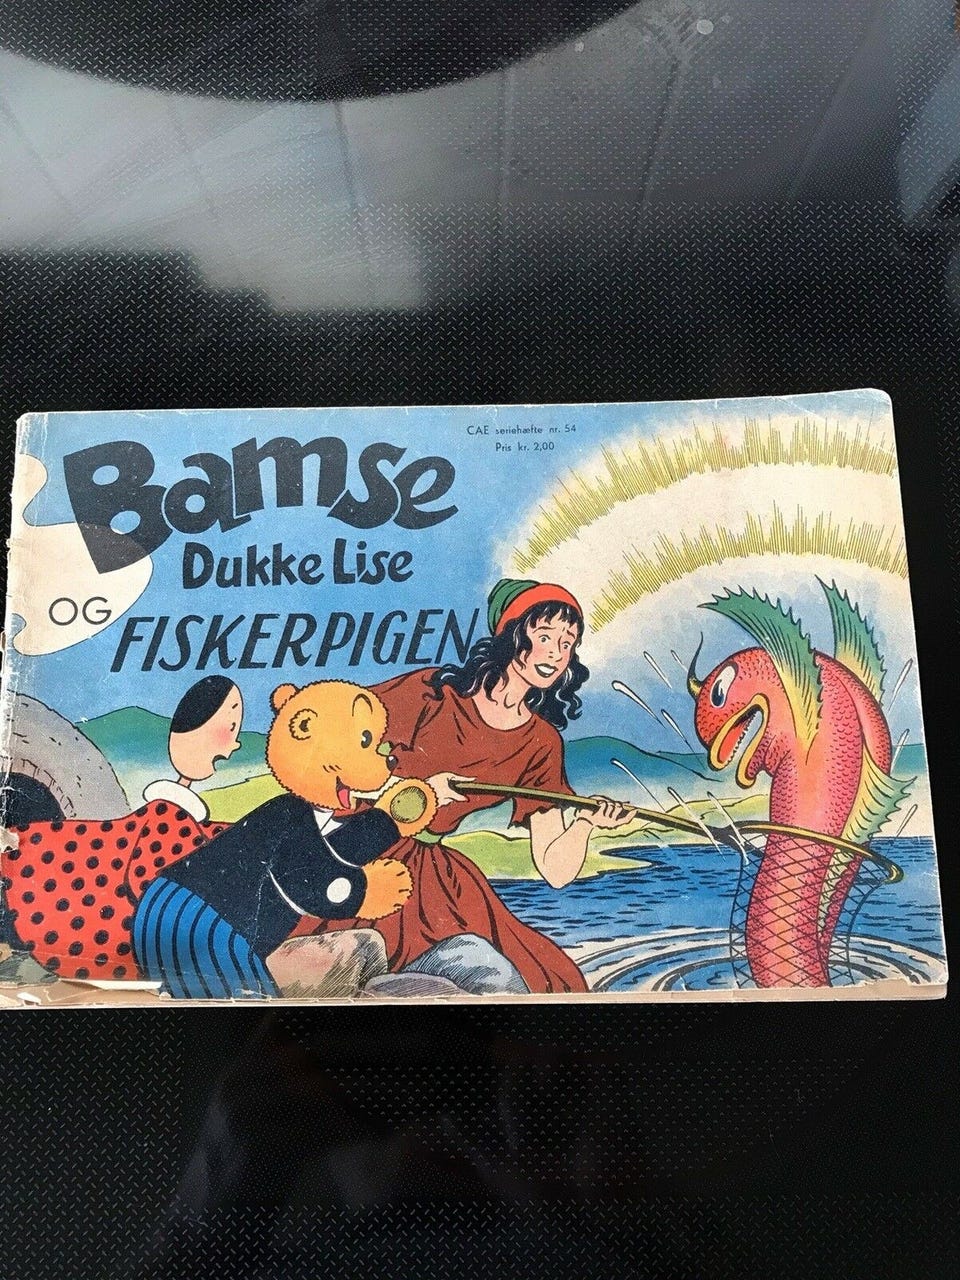 CAE seriehæfte nr. 54
Pris kr. 2,00
Bamse
Dukke Lise
OG FISKERPIGEN